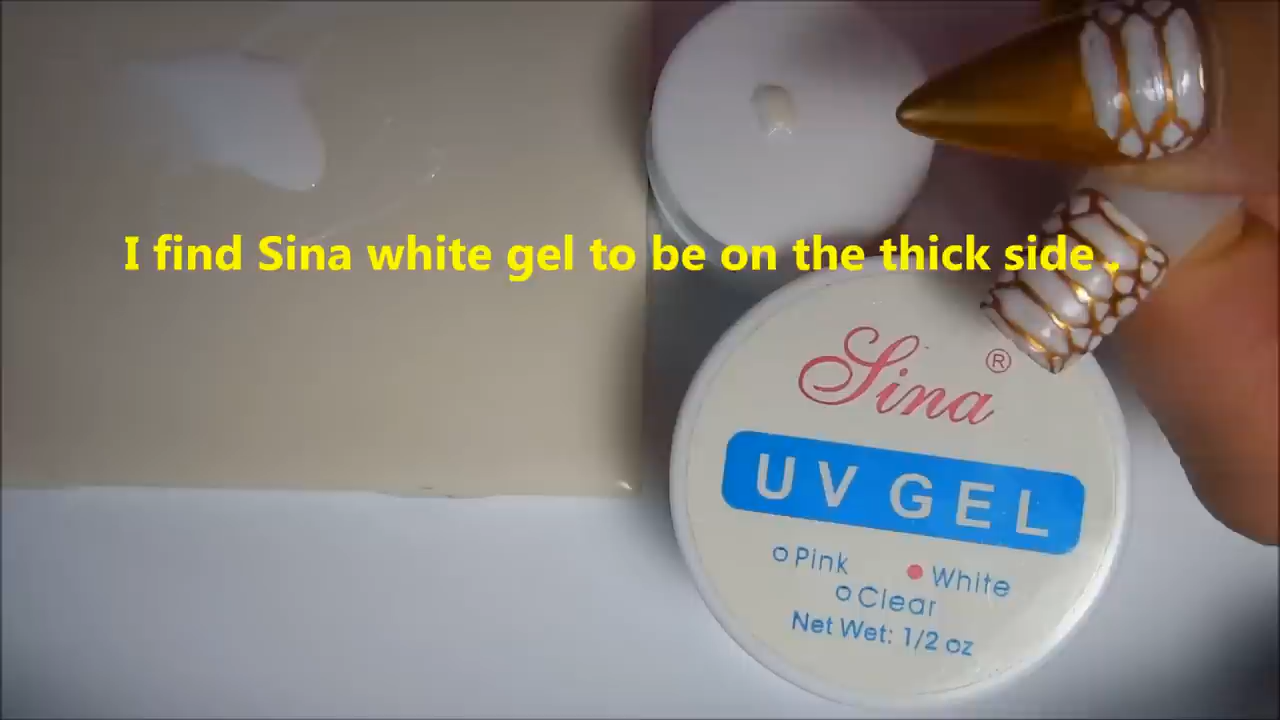 I find Sina white gel to be on the thick side .
Sina ®
UV GEL
Pink White
Clear
Net Wet: 1/2 oz